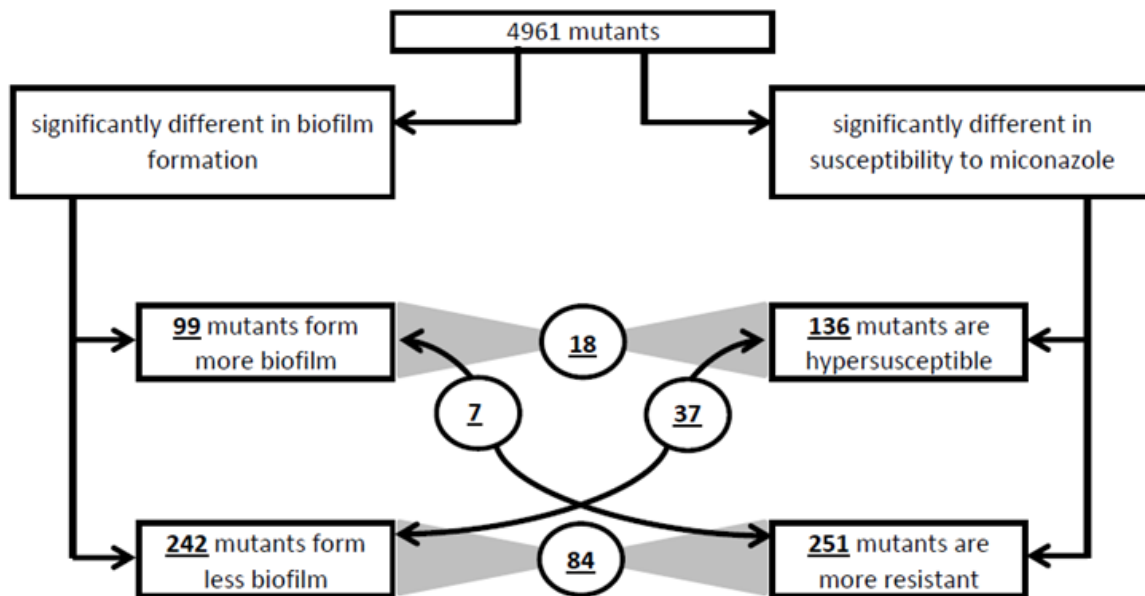 4961 mutants
significantly different in biofilm
formation
significantly different in
susceptibility to miconazole
99 mutants form
more biofilm
18
136 mutants are
hypersusceptible
7
37
242 mutants form
less biofilm
84
251 mutants are
more resistant